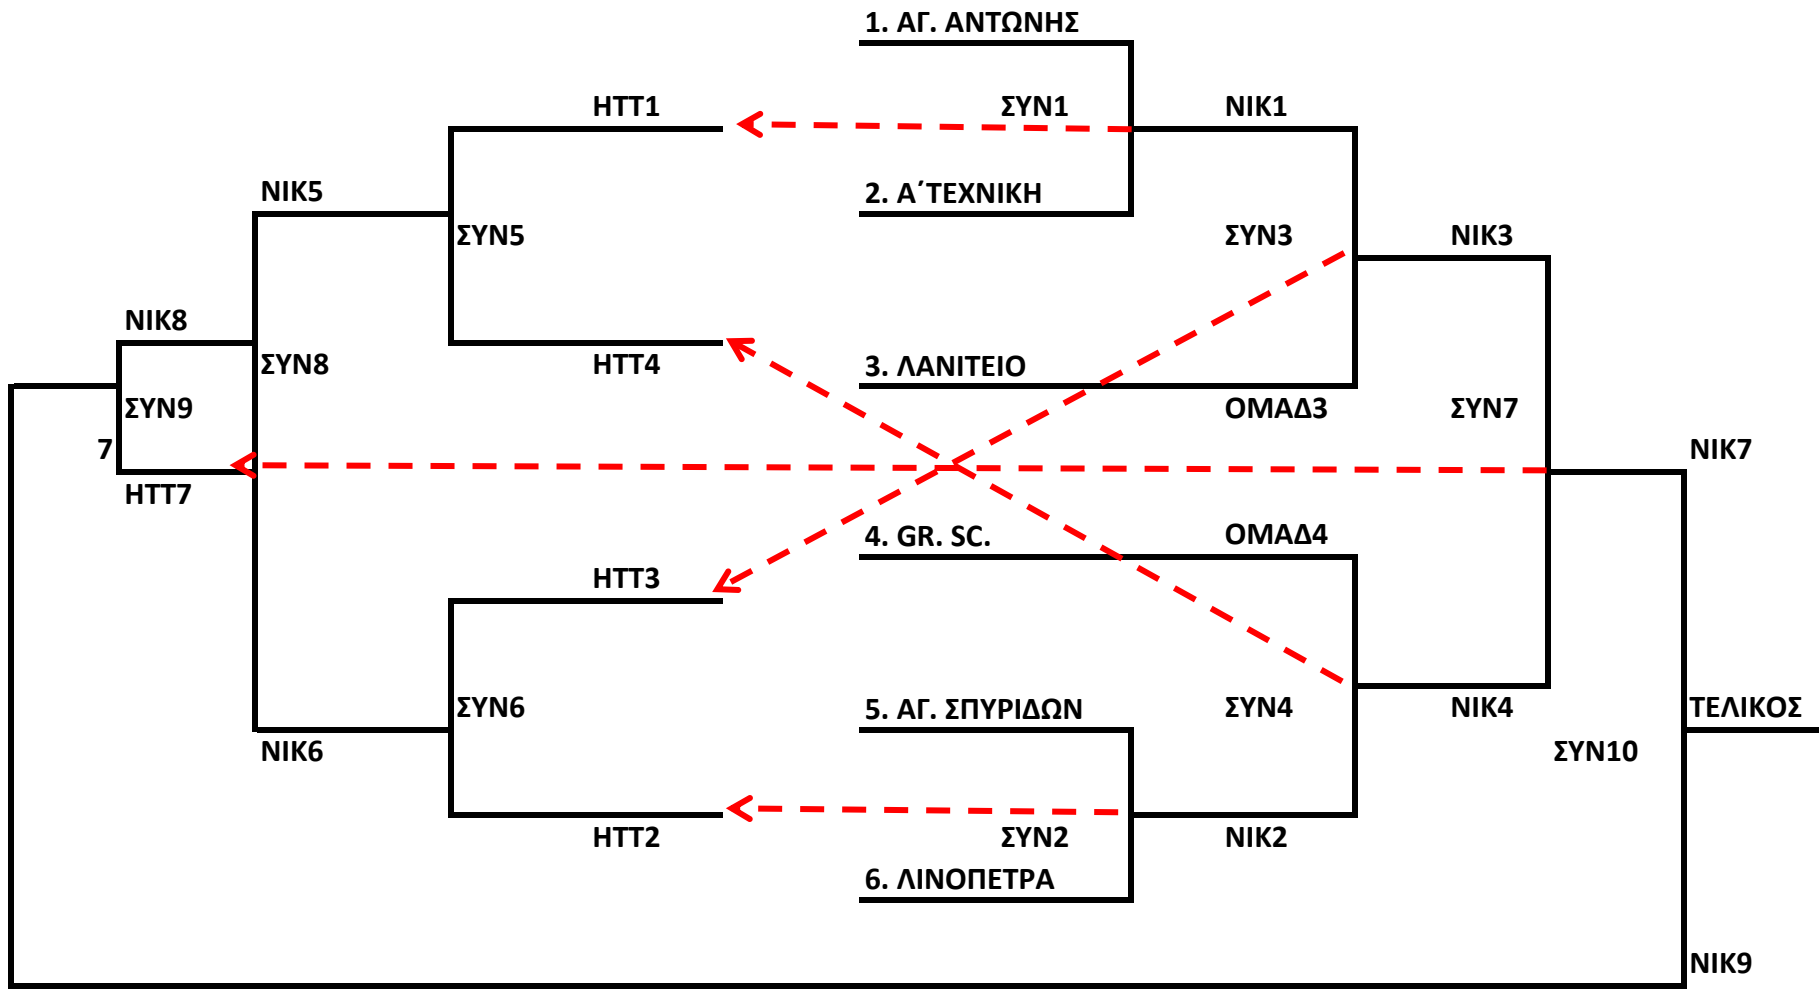 1. ΑΓ. ΑΝΤΩΝΗΣ
ΗΤΤ1
ΣΥΝ1
ΝΙΚ1
ΝΙΚ5
2. Α΄ΤΕΧΝΙΚΗ
ΣΥΝ5
ΣΥΝ3
ΝΙΚ3
ΝΙΚ8
ΣΥΝ8
ΗΤΤ4
3. ΛΑΝΙΤΕΙΟ
ΣΥΝ9
ΟΜΑΔ3
ΣΥΝ7
7
ΝΙΚ7
ΗΤΤ7
4. GR. SC.
ΟΜΑΔ4
ΗΤΤ3
ΣΥΝ6
5. ΑΓ. ΣΠΥΡΙΔΩΝ
ΣΥΝ4
ΝΙΚ4
ΤΕΛΙΚΟΣ
ΝΙΚ6
ΣΥΝ10
ΗΤΤ2
ΣΥΝ2
ΝΙΚ2
6. ΛΙΝΟΠΕΤΡΑ
ΝΙΚ9